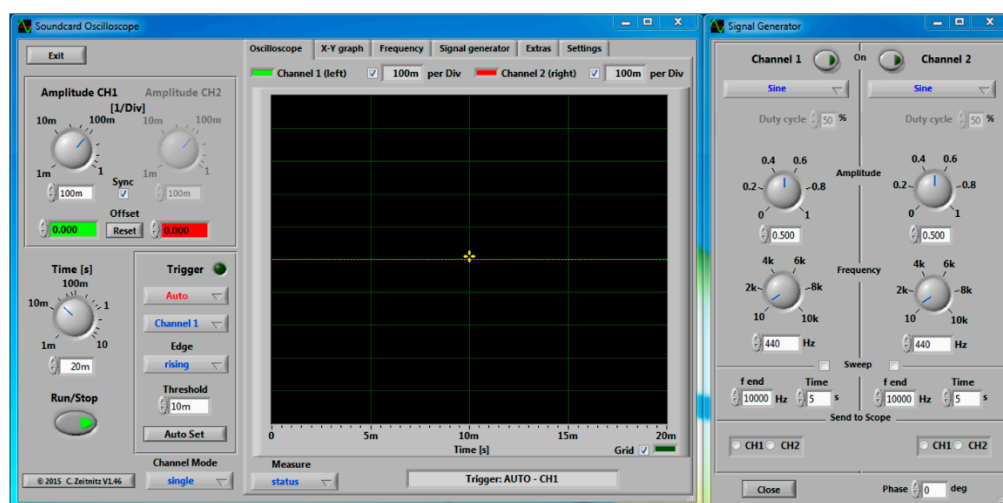 Soundcard Oscilloscope
Exit
Amplitude CH1 Amplitude CH2
[1/Div]
10m 100m 10m 100m
1m 1 1m 1
Sync
100m 100m
Offset
0.000 Reset 0.000
Time [s]
100m
10m 1
1m 10
20m
Run/Stop
Trigger
Auto
Channel 1
Edge
rising
Threshold
10m
Auto Set
Channel Mode
single
© 2015 C. Zeitnitz V1.46
Oscilloscope X-Y graph Frequency Signal generator Extras Settings
Channel 1 (left) 100m per Div Channel 2 (right) 100m per Div
0 5m 10m 15m 20m
Time [s]
Grid
Measure
status
Trigger: AUTO - CH1
Signal Generator
Channel 1 On Channel 2
Sine Sine
Duty cycle 50 % Duty cycle 50 %
0.4 0.6 0.4 0.6
Amplitude
0.2 0.8 0.2 0.8
0 1 0 1
0.500 0.500
4k 6k 4k 6k
Frequency
2k 8k 2k 8k
10 10k 10 10k
440 Hz 440 Hz
Sweep
f end Time f end Time
10000 Hz 5 s 10000 Hz 5 s
Send to Scope
CH1 CH2 CH1 CH2
Close Phase 0 deg